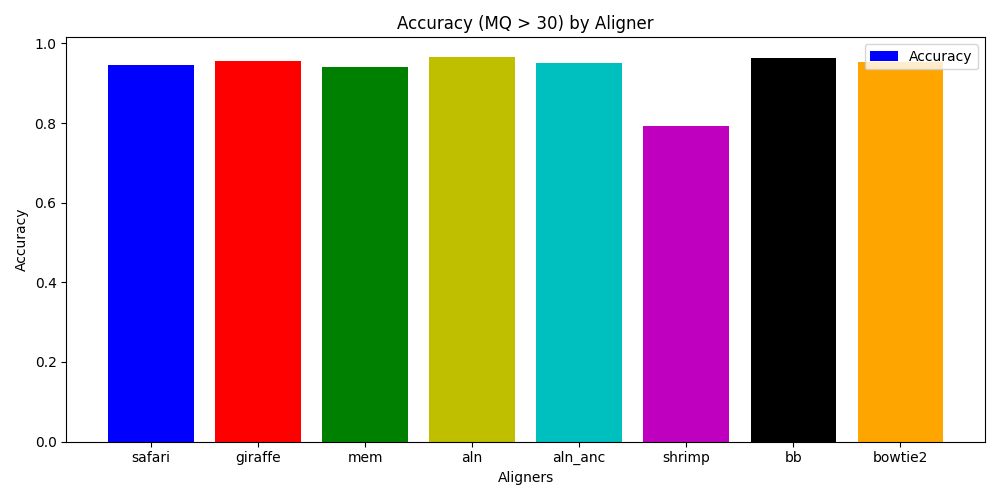 Accuracy (MQ > 30) by Aligner
Accuracy
1.0
0.8
0.6
0.4
0.2
0.0
Accuracy
safari giraffe mem aln aln_anc shrimp bb bowtie2
Aligners